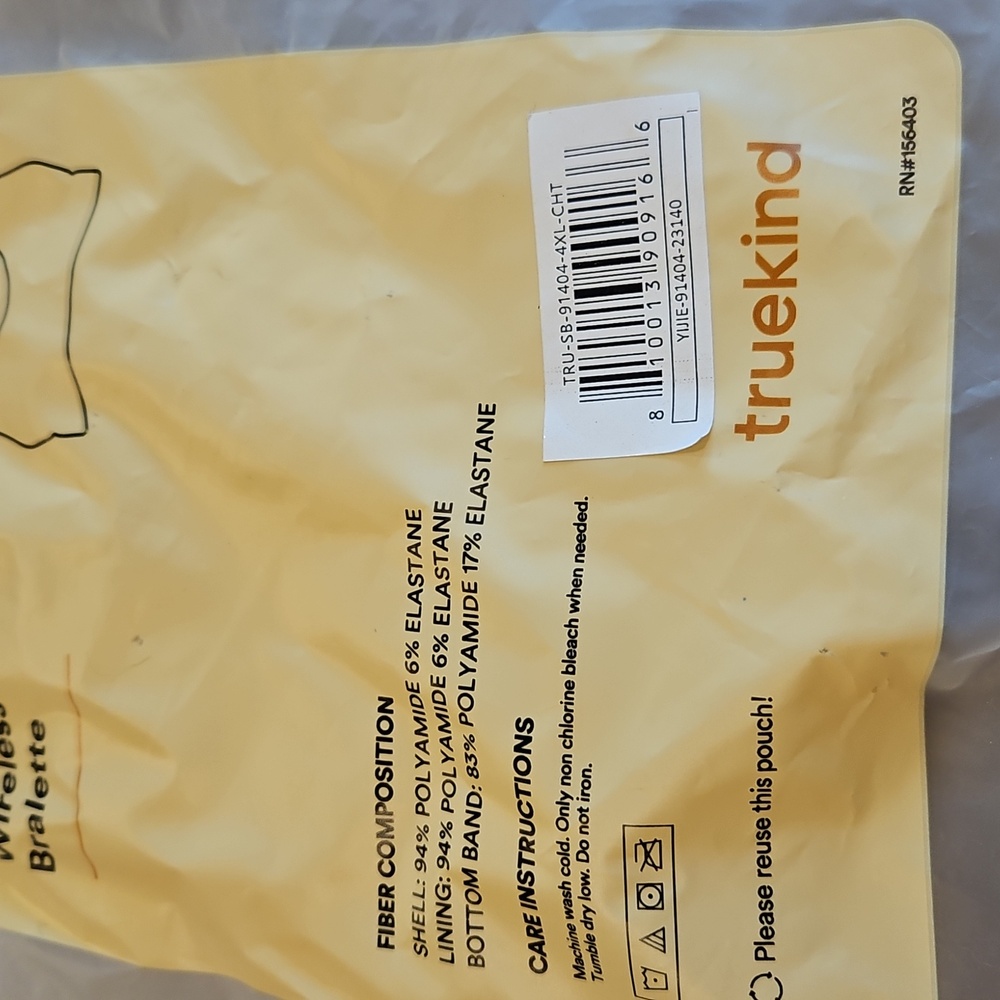 Wireless
Bralette
FIBER COMPOSITION
SHELL: 94% POLYAMIDE 6% ELASTANE
LINING: 94% POLYAMIDE 6% ELASTANE
BOTTOM BAND: 83% POLYAMIDE 17% ELASTANE
CARE INSTRUCTIONS
Machine wash cold. Only non chlorine bleach when needed.
Tumble dry low. Do not iron.
TRU-SB-91404-4XL-CHT
8 10013 90916 6
YIJIE-91404-23140
Please reuse this pouch!
truekind
RN#156403